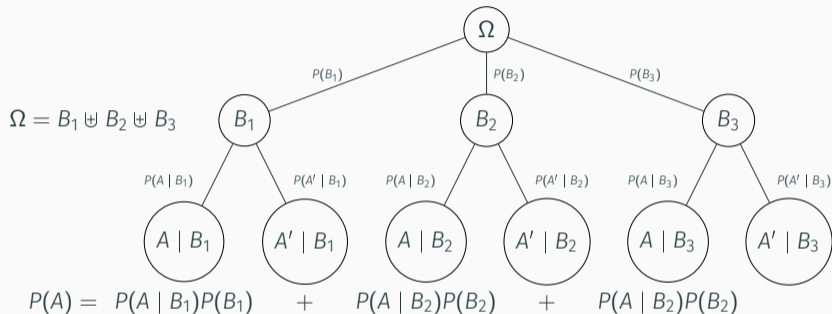 Ω
P(B₁) P(B₂) P(B₃)
Ω = B₁ ⊎ B₂ ⊎ B₃ B₁ B₂ B₃
P(A | B₁) P(A′ | B₁) P(A | B₂) P(A′ | B₂) P(A | B₃) P(A′ | B₃)
A | B₁ A′ | B₁ A | B₂ A′ | B₂ A | B₃ A′ | B₃
P(A) = P(A | B₁)P(B₁) + P(A | B₂)P(B₂) + P(A | B₂)P(B₂)